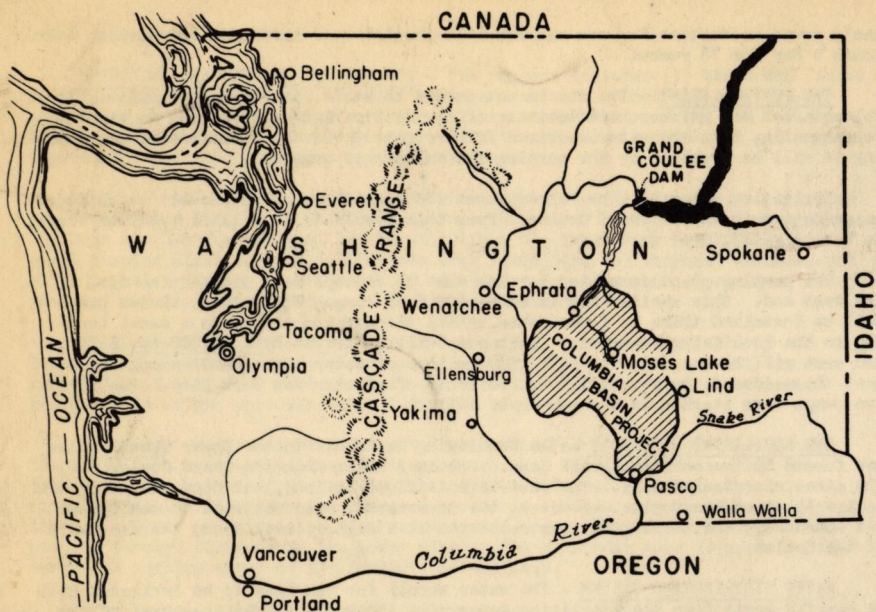 CANADA
Bellingham
GRAND
COULEE
DAM
Everett
WASHINGTON
Seattle
Spokane
Wenatchee
Ephrata
Tacoma
Olympia
CASCADE RANGE
Ellensburg
Yakima
COLUMBIA
BASIN
PROJECT
Moses Lake
Lind
Snake River
IDAHO
PACIFIC OCEAN
Pasco
Walla Walla
Columbia River
Vancouver
Portland
OREGON